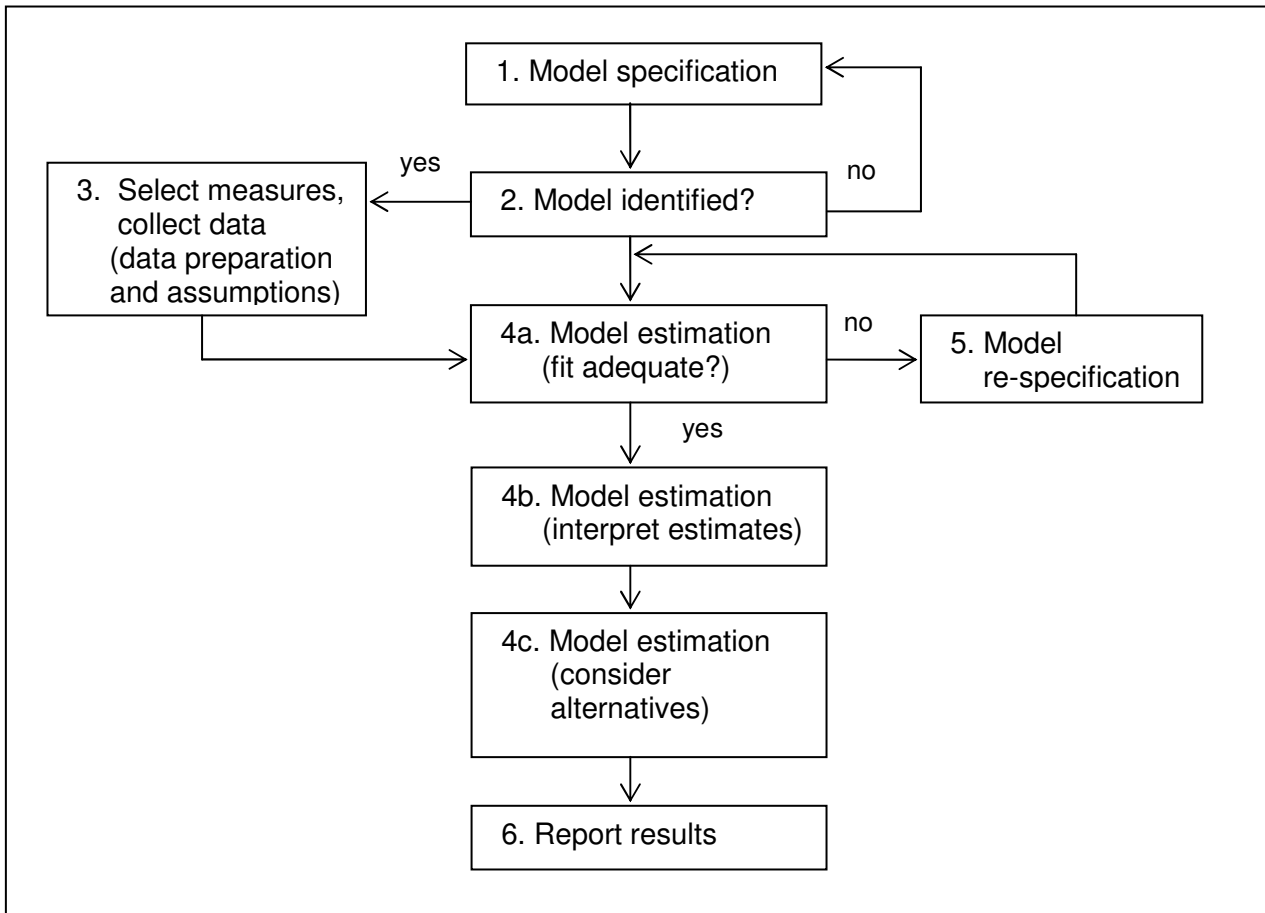 1. Model specification
yes
no
3. Select measures,
collect data
(data preparation
and assumptions)
2. Model identified?
4a. Model estimation
(fit adequate?)
no
5. Model
re-specification
yes
4b. Model estimation
(interpret estimates)
4c. Model estimation
(consider
alternatives)
6. Report results